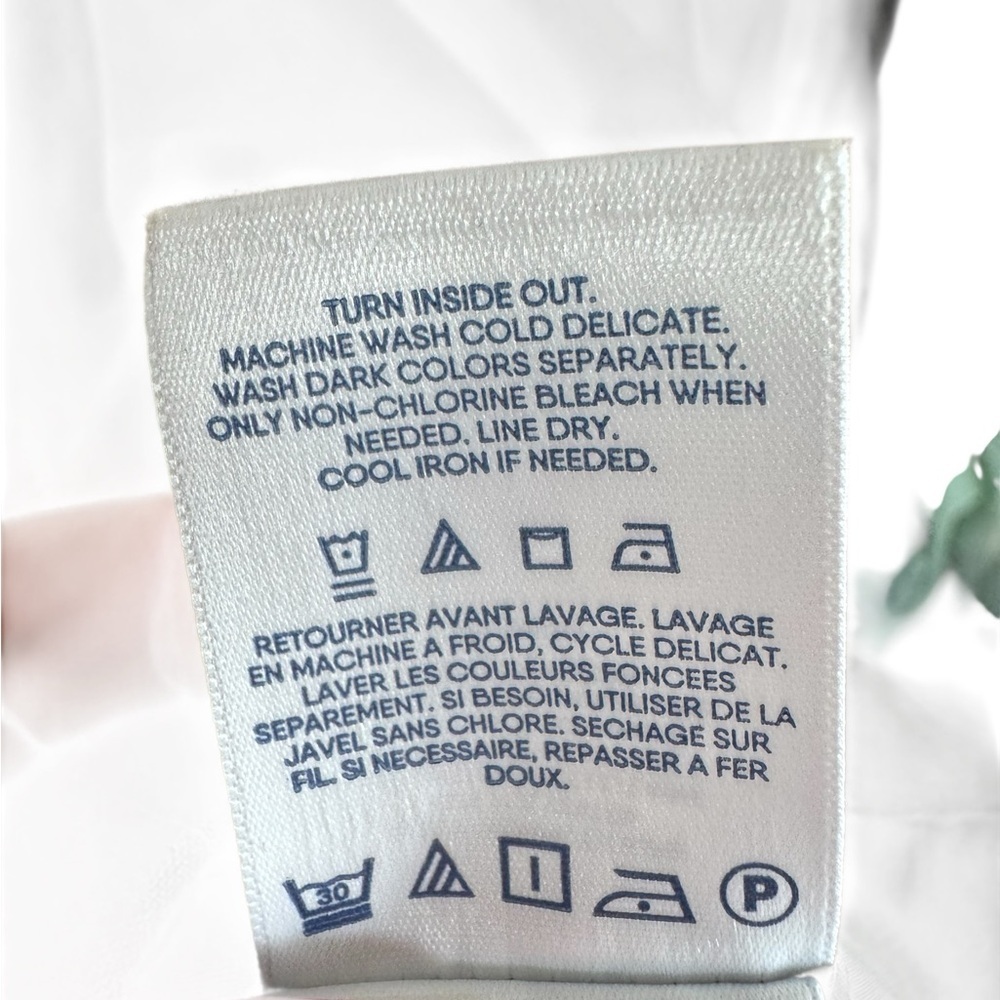 TURN INSIDE OUT.
MACHINE WASH COLD DELICATE.
WASH DARK COLORS SEPARATELY.
ONLY NON-CHLORINE BLEACH WHEN
NEEDED. LINE DRY.
COOL IRON IF NEEDED.
RETOURNER AVANT LAVAGE. LAVAGE
EN MACHINE A FROID, CYCLE DELICAT.
LAVER LES COULEURS FONCEES
SEPAREMENT. SI BESOIN, UTILISER DE LA
JAVEL SANS CHLORE. SECHAGE SUR
FIL. SI NECESSAIRE, REPASSER A FER
DOUX.
30 P